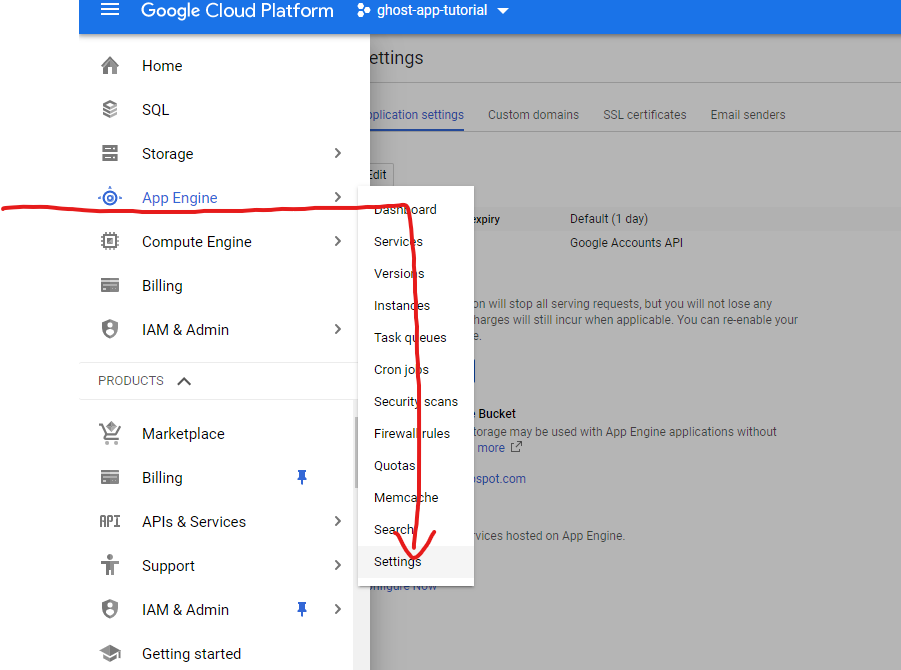 Google Cloud Platform ghost-app-tutorial
Home
SQL
Storage
App Engine
Compute Engine
Billing
IAM & Admin
PRODUCTS
Marketplace
Billing
APIs & Services
Support
IAM & Admin
Getting started
Dashboard
Services
Versions
Instances
Task queues
Cron jobs
Security scans
Firewall rules
Quotas
Memcache
Search
Settings
ettings
pplication settings Custom domains SSL certificates Email senders
Edit
expiry Default (1 day)
Google Accounts API
on will stop all serving requests, but you will not lose any
harges will still incur when applicable. You can re-enable your
e.
e Bucket
torage may be used with App Engine applications without
more
spot.com
rvices hosted on App Engine.
onfigure Now